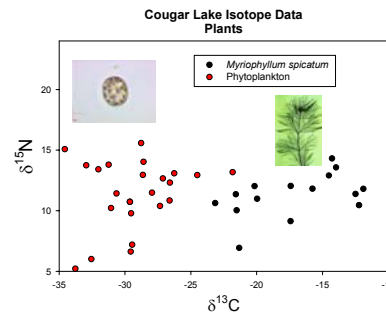 Cougar Lake Isotope Data
Plants
Myriophyllum spicatum
Phytoplankton
20
15
10
5
δ15N
-35 -30 -25 -20 -15 -10
δ13C